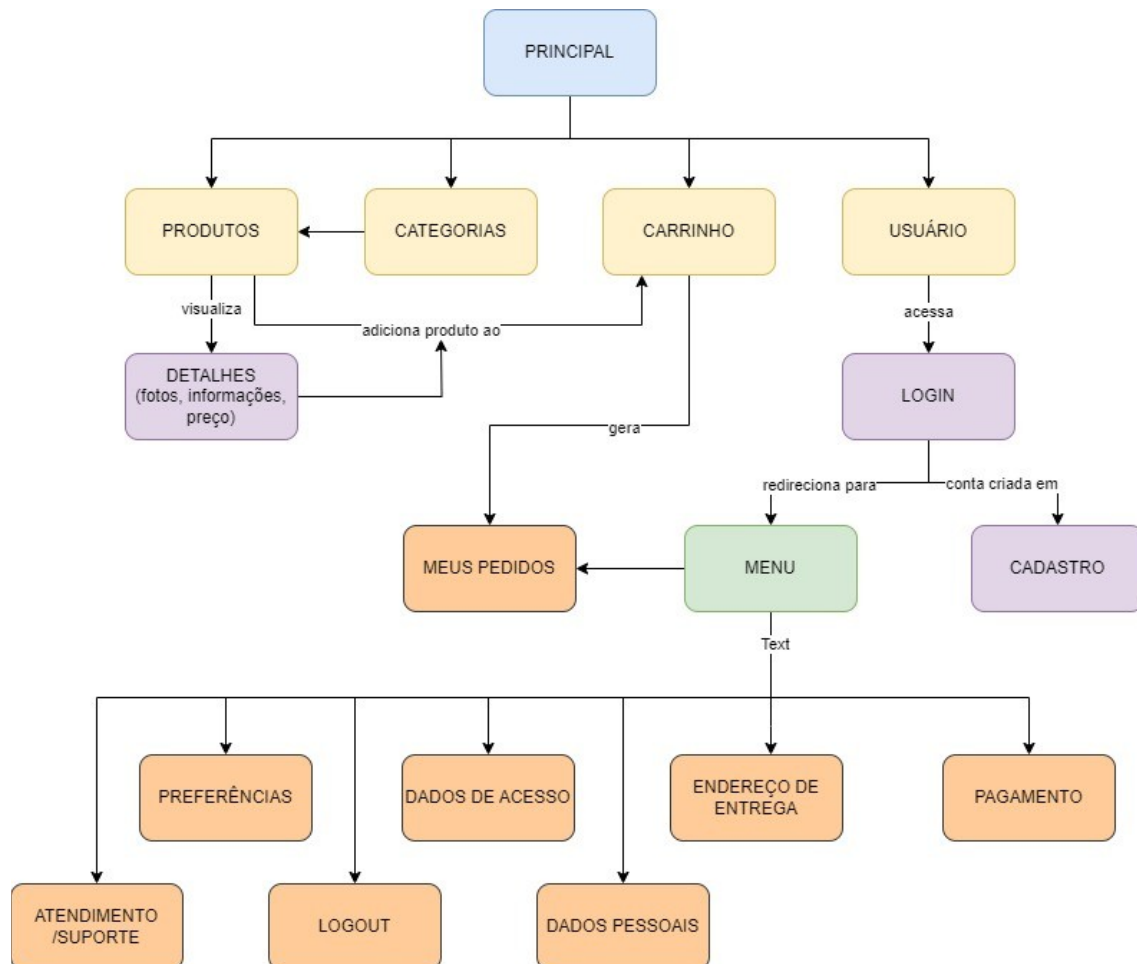 PRINCIPAL
PRODUTOS
CATEGORIAS
CARRINHO
USUÁRIO
visualiza
adiciona produto ao
acessa
DETALHES
(fotos, informações,
preço)
LOGIN
gera
redireciona para
conta criada em
MEUS PEDIDOS
MENU
CADASTRO
Text
PREFERÊNCIAS
DADOS DE ACESSO
ENDEREÇO DE
ENTREGA
PAGAMENTO
ATENDIMENTO
/SUPORTE
LOGOUT
DADOS PESSOAIS